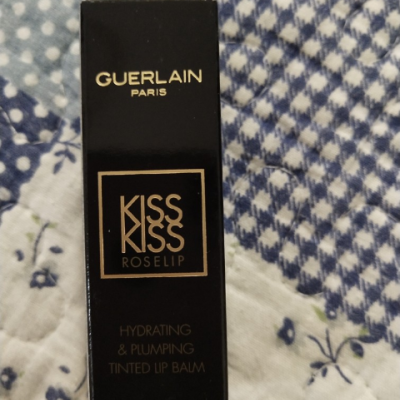 GUERLAIN
PARIS
KISS
KISS
ROSELIP
HYDRATING
& PLUMPING
TINTED LIP BALM